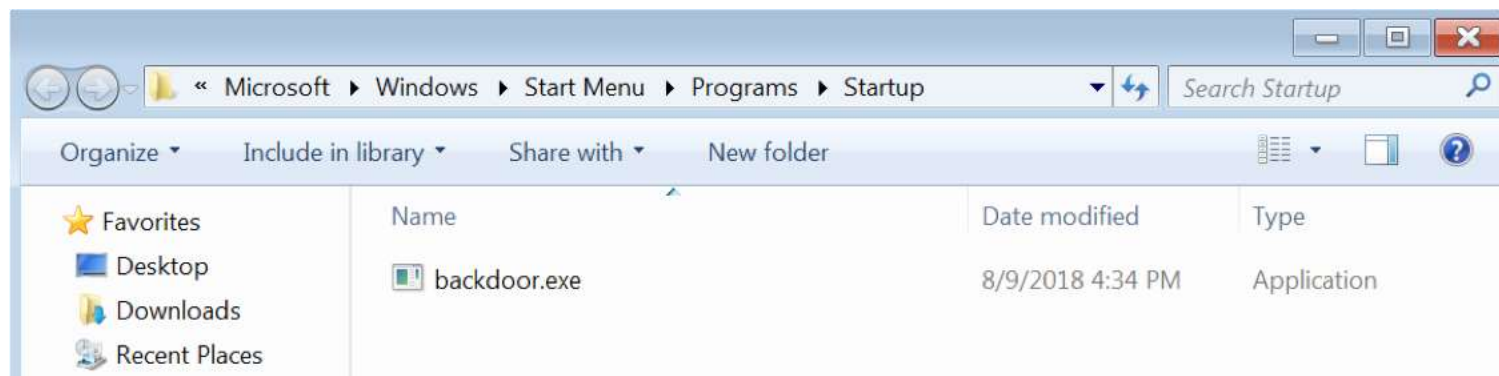 « Microsoft ▸ Windows ▸ Start Menu ▸ Programs ▸ Startup Search Startup
Organize Include in library Share with New folder
Favorites
Desktop
Downloads
Recent Places
Name Date modified Type
backdoor.exe 8/9/2018 4:34 PM Application